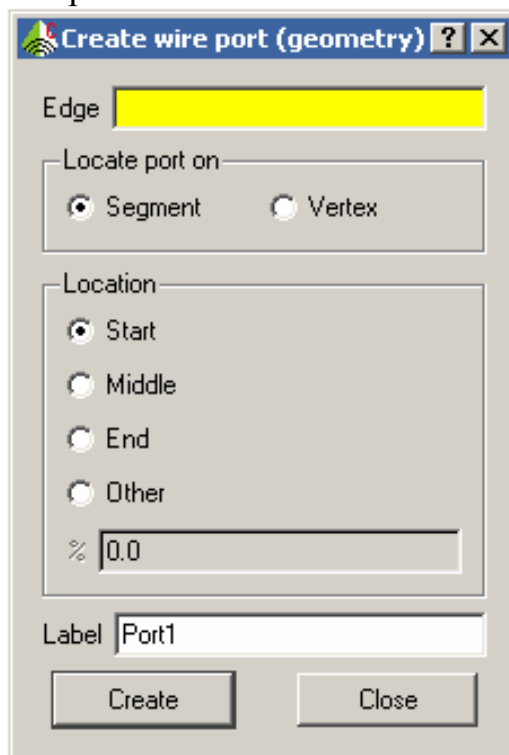 Create wire port (geometry) ? X
Edge
Locate port on
Segment Vertex
Location
Start
Middle
End
Other
% 0.0
Label Port1
Create Close